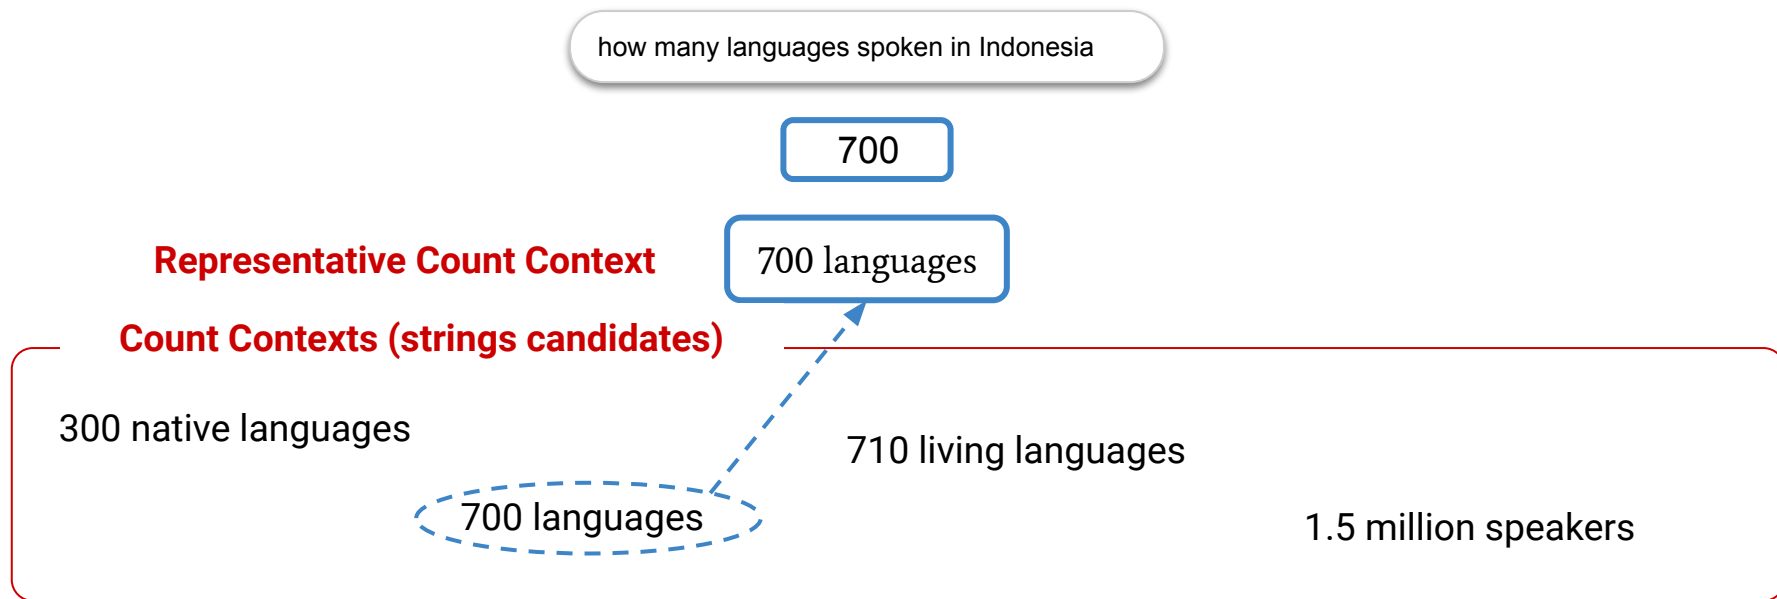 how many languages spoken in Indonesia
700
Representative Count Context
700 languages
Count Contexts (strings candidates)
300 native languages
710 living languages
700 languages
1.5 million speakers